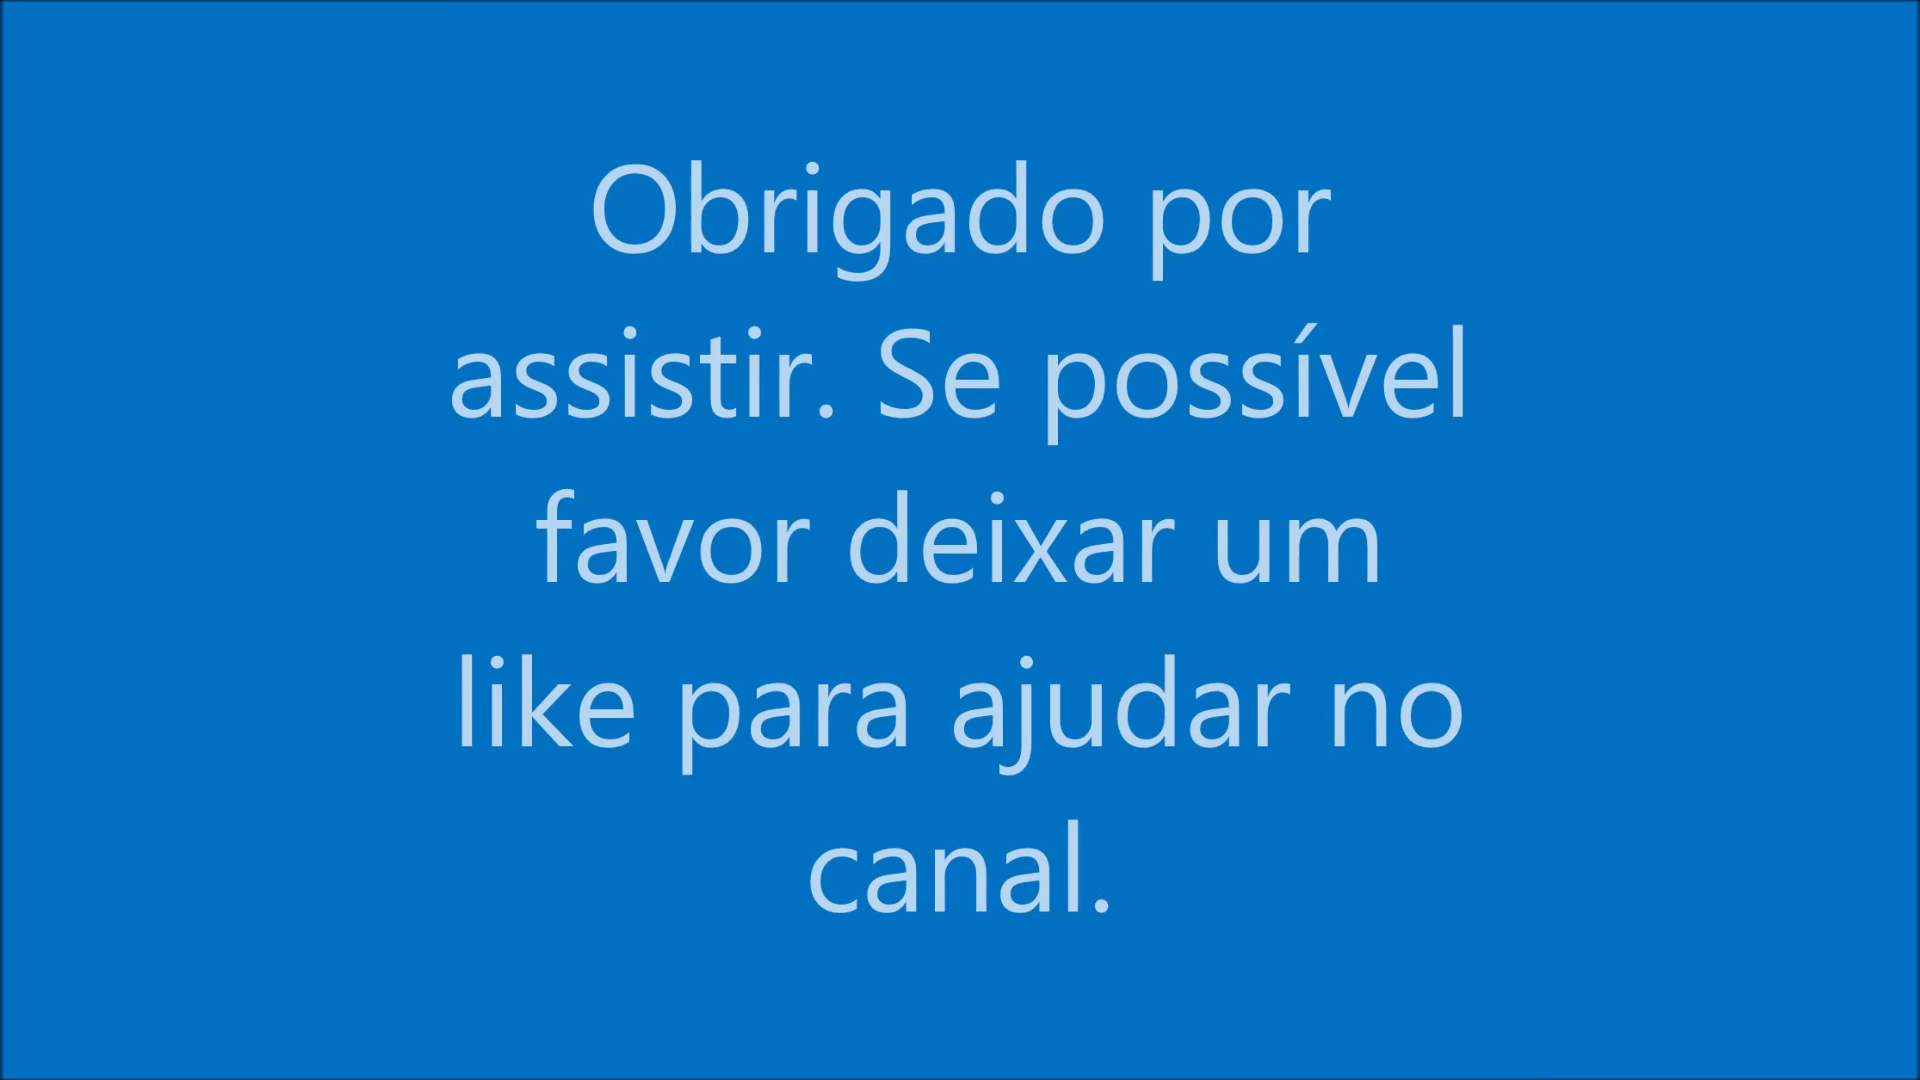 Obrigado por
assistir. Se possível
favor deixar um
like para ajudar no
canal.